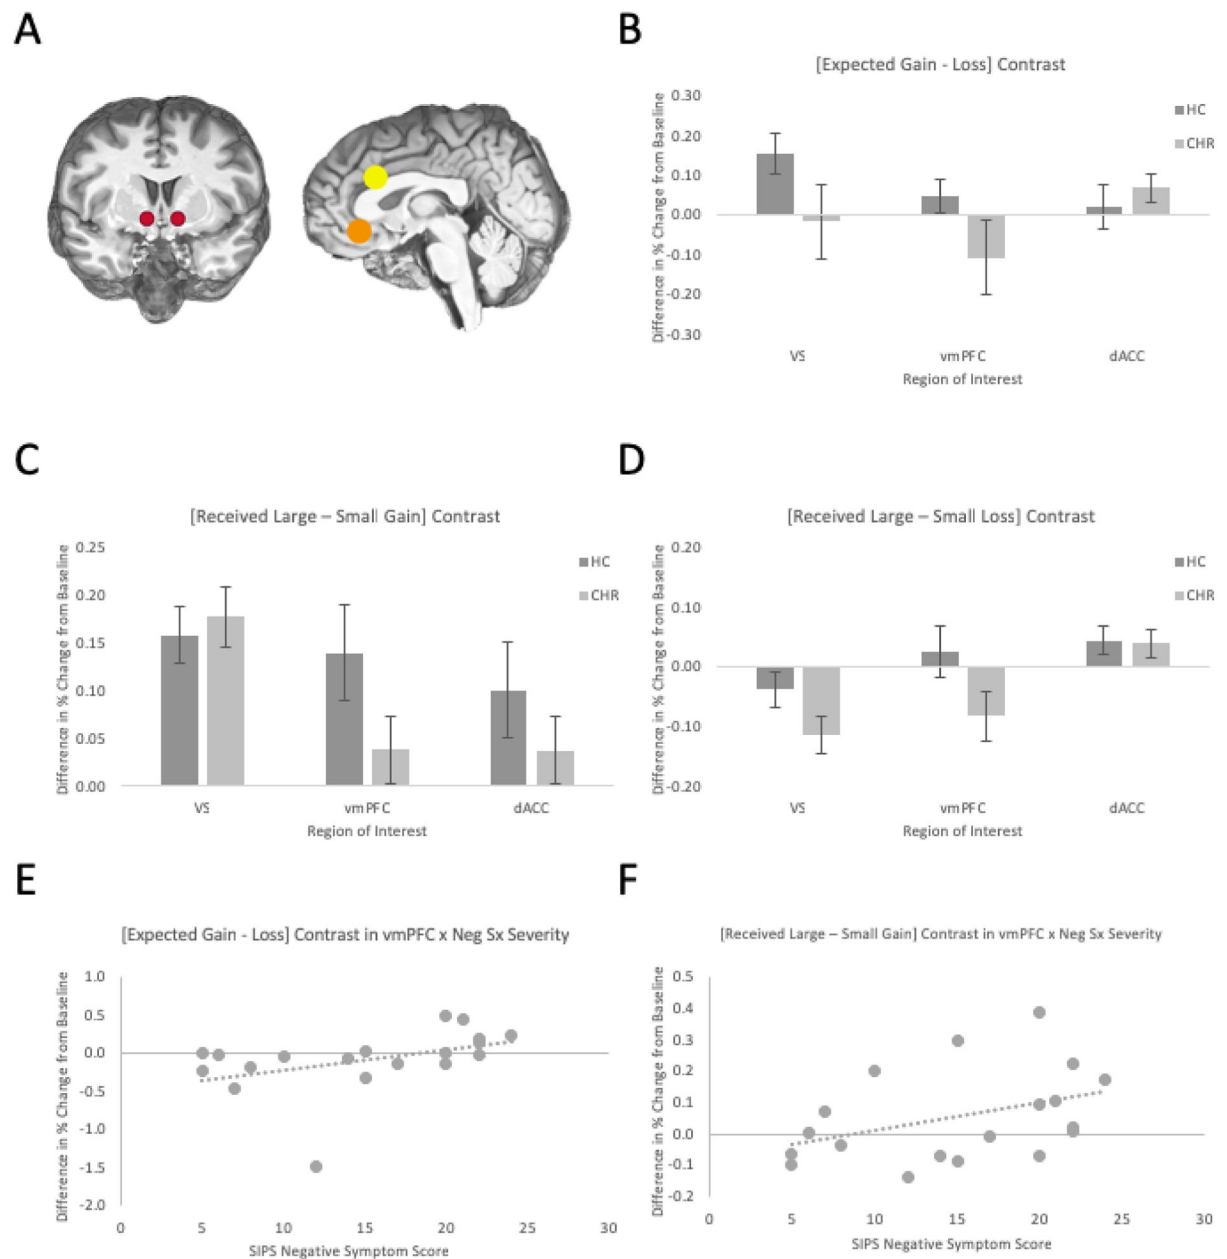 A
B
[Expected Gain - Loss] Contrast
Difference in % Change from Baseline
0.30
0.20
0.10
0.00
-0.10
-0.20
-0.30
HC
CHR
VS vmPFC dACC
Region of Interest
C
[Received Large – Small Gain] Contrast
Difference in % Change from Baseline
0.25
0.20
0.15
0.10
0.05
0.00
HC
CHR
VS vmPFC dACC
Region of Interest
D
[Received Large – Small Loss] Contrast
Difference in % Change from Baseline
0.20
0.10
0.00
-0.10
-0.20
HC
CHR
VS vmPFC dACC
Region of Interest
E
[Expected Gain - Loss] Contrast in vmPFC x Neg Sx Severity
Difference in % Change from Baseline
1.0
0.5
0.0
-0.5
-1.0
-1.5
-2.0
0 5 10 15 20 25 30
SIPS Negative Symptom Score
F
[Received Large – Small Gain] Contrast in vmPFC x Neg Sx Severity
Difference in % Change from Baseline
0.5
0.4
0.3
0.2
0.1
0.0
-0.1
-0.2
0 5 10 15 20 25 30
SIPS Negative Symptom Score